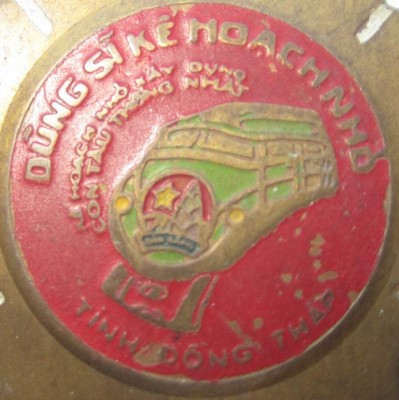 DŨNG SĨ KẾ HOẠCH NHỎ
KẾ HOẠCH NHỎ XÂY DỰNG
CON TÀU THỐNG NHẤT
TỈNH ĐỒNG THÁP